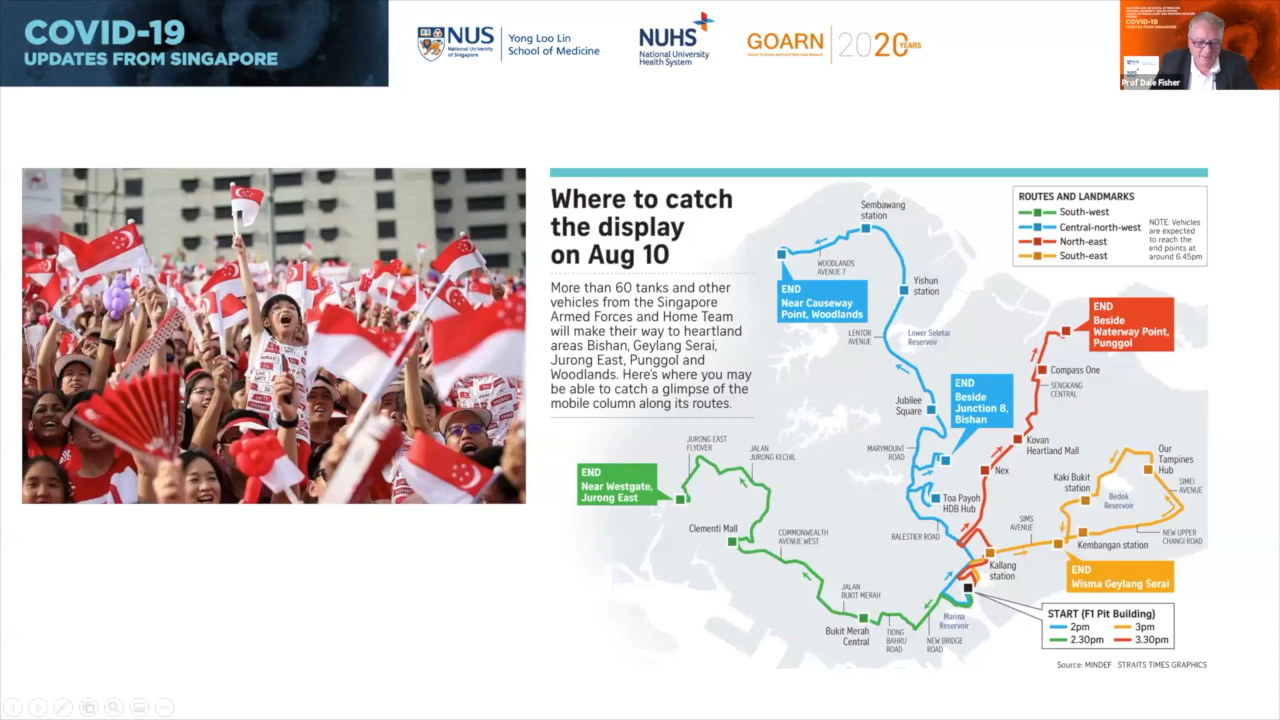 COVID-19
UPDATES FROM SINGAPORE
NUS
National University
of Singapore
Yong Loo Lin
School of Medicine
NUHS
National University
Health System
GOARN
2020
YEARS
COVID-19
Prof Dale Fisher
Where to catch
the display
on Aug 10
More than 60 tanks and other
vehicles from the Singapore
Armed Forces and Home Team
will make their way to heartland
areas Bishan, Geylang Serai,
Jurong East, Punggol and
Woodlands. Here's where you may
be able to catch a glimpse of the
mobile column along its routes.
ROUTES AND LANDMARKS
South-west
Central-north-west
North-east
South-east
NOTE: Vehicles
are expected
to reach the
end points at
around 6.45pm
Sembawang
station
WOODLANDS
AVENUE 7
END
Near Causeway
Point, Woodlands
Yishun
station
LENTOR
AVENUE
Lower Seletar
Reservoir
END
Beside
Waterway Point,
Punggol
Compass One
SENGKANG
CENTRAL
END
Beside
Junction 8,
Bishan
Jubilee
Square
MARYMOUNT
ROAD
Kovan
Heartland Mall
Nex
Our
Tampines
Hub
Kaki Bukit
station
SIMEI
AVENUE
Bedok
Reservoir
JURONG EAST
FLYOVER
JALAN
JURONG KECHIL
END
Near Westgate,
Jurong East
Toa Payoh
HDB Hub
Clementi Mall
COMMONWEALTH
AVENUE WEST
BALESTIER ROAD
SIMS
AVENUE
NEW UPPER
CHANGI ROAD
Kembangan station
Kallang
station
END
Wisma Geylang Serai
JALAN
BUKIT MERAH
Bukit Merah
Central
TIONG
BAHRU
ROAD
NEW BRIDGE
ROAD
Marina
Reservoir
START (F1 Pit Building)
2pm
3pm
2.30pm
3.30pm
Source: MINDEF STRAITS TIMES GRAPHICS